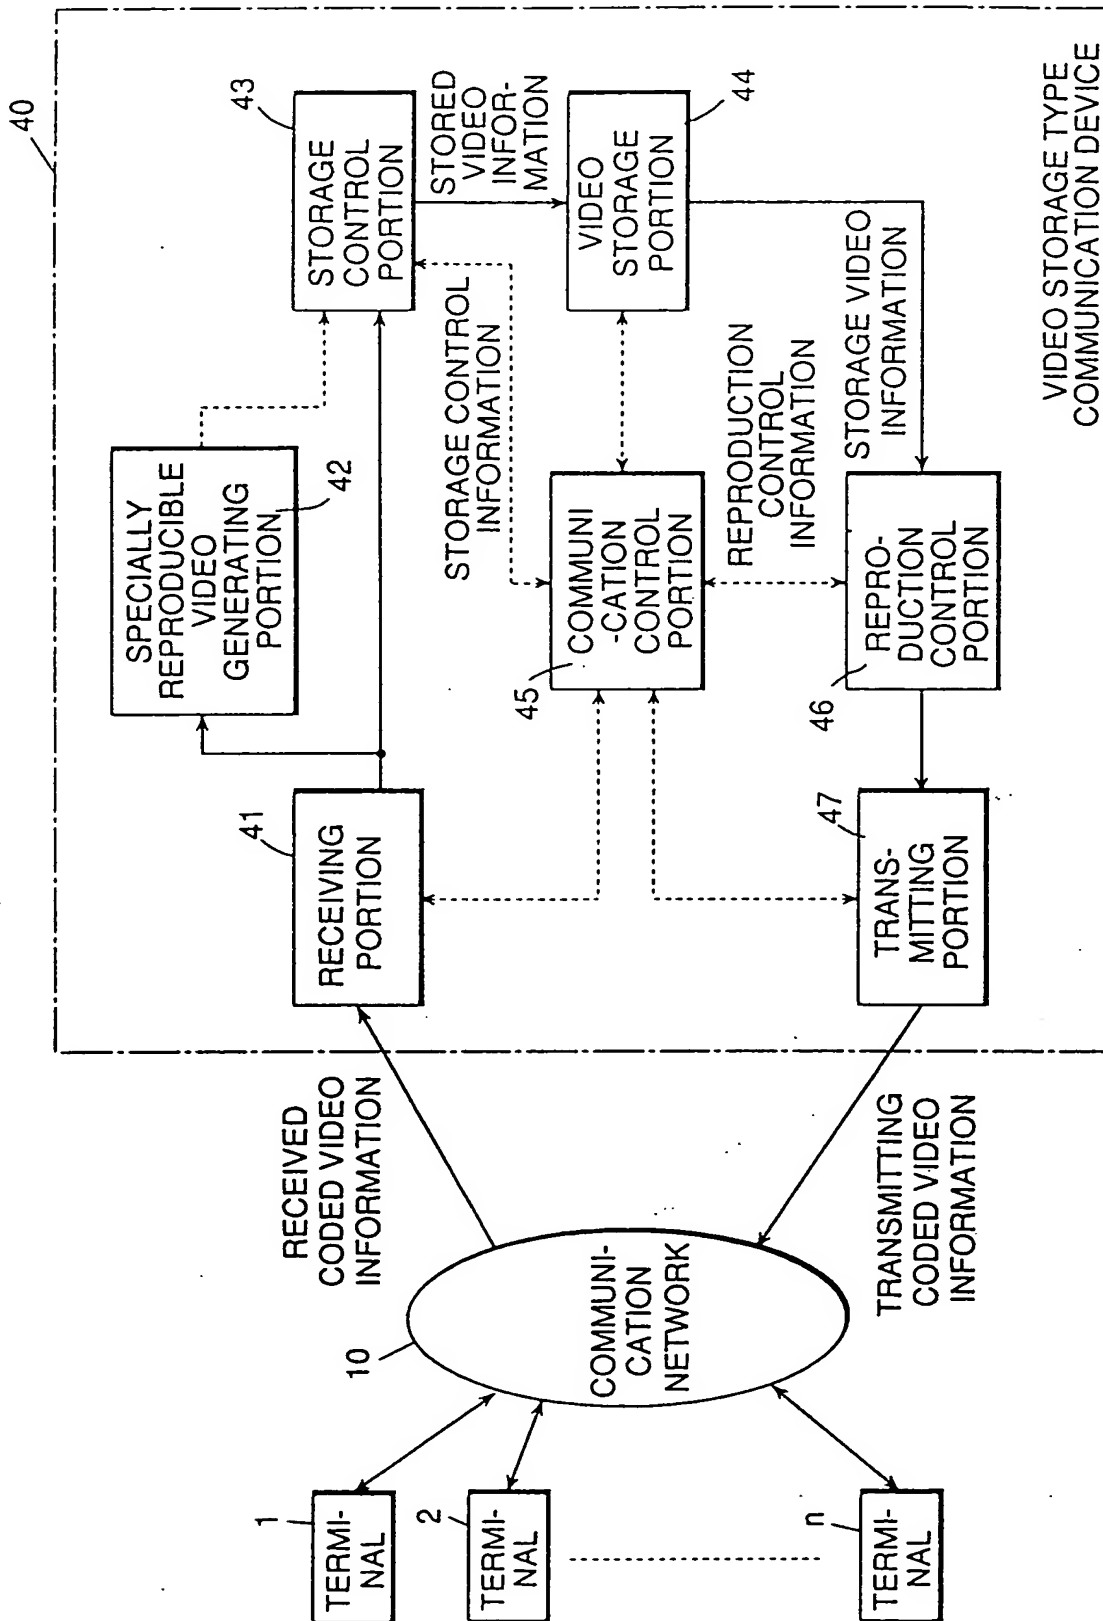 40
SPECIALLY
REPRODUCIBLE
VIDEO
GENERATING
PORTION
42
43
STORAGE
CONTROL
PORTION
41
RECEIVING
PORTION
STORED
VIDEO
INFOR-
MATION
STORAGE CONTROL
INFORMATION
44
VIDEO
STORAGE
PORTION
RECEIVED
CODED VIDEO
INFORMATION
45
COMMUNI
-CATION
CONTROL
PORTION
REPRODUCTION
CONTROL
INFORMATION
STORAGE VIDEO
INFORMATION
1
TERMI-
NAL
2
TERMI-
NAL
n
TERMI-
NAL
10
COMMUNI-
CATION
NETWORK
TRANSMITTING
CODED VIDEO
INFORMATION
47
TRANS-
MITTING
PORTION
46
REPRO-
DUCTION
CONTROL
PORTION
VIDEO STORAGE TYPE
COMMUNICATION DEVICE